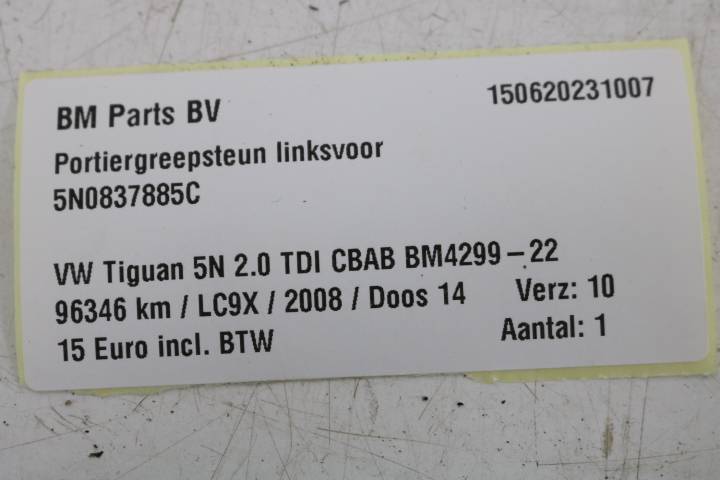 BM Parts BV 150620231007
Portiergreepsteun linksvoor
5N0837885C
VW Tiguan 5N 2.0 TDI CBAB BM4299-22
96346 km / LC9X / 2008 / Doos 14 Verz: 10
15 Euro incl. BTW Aantal: 1